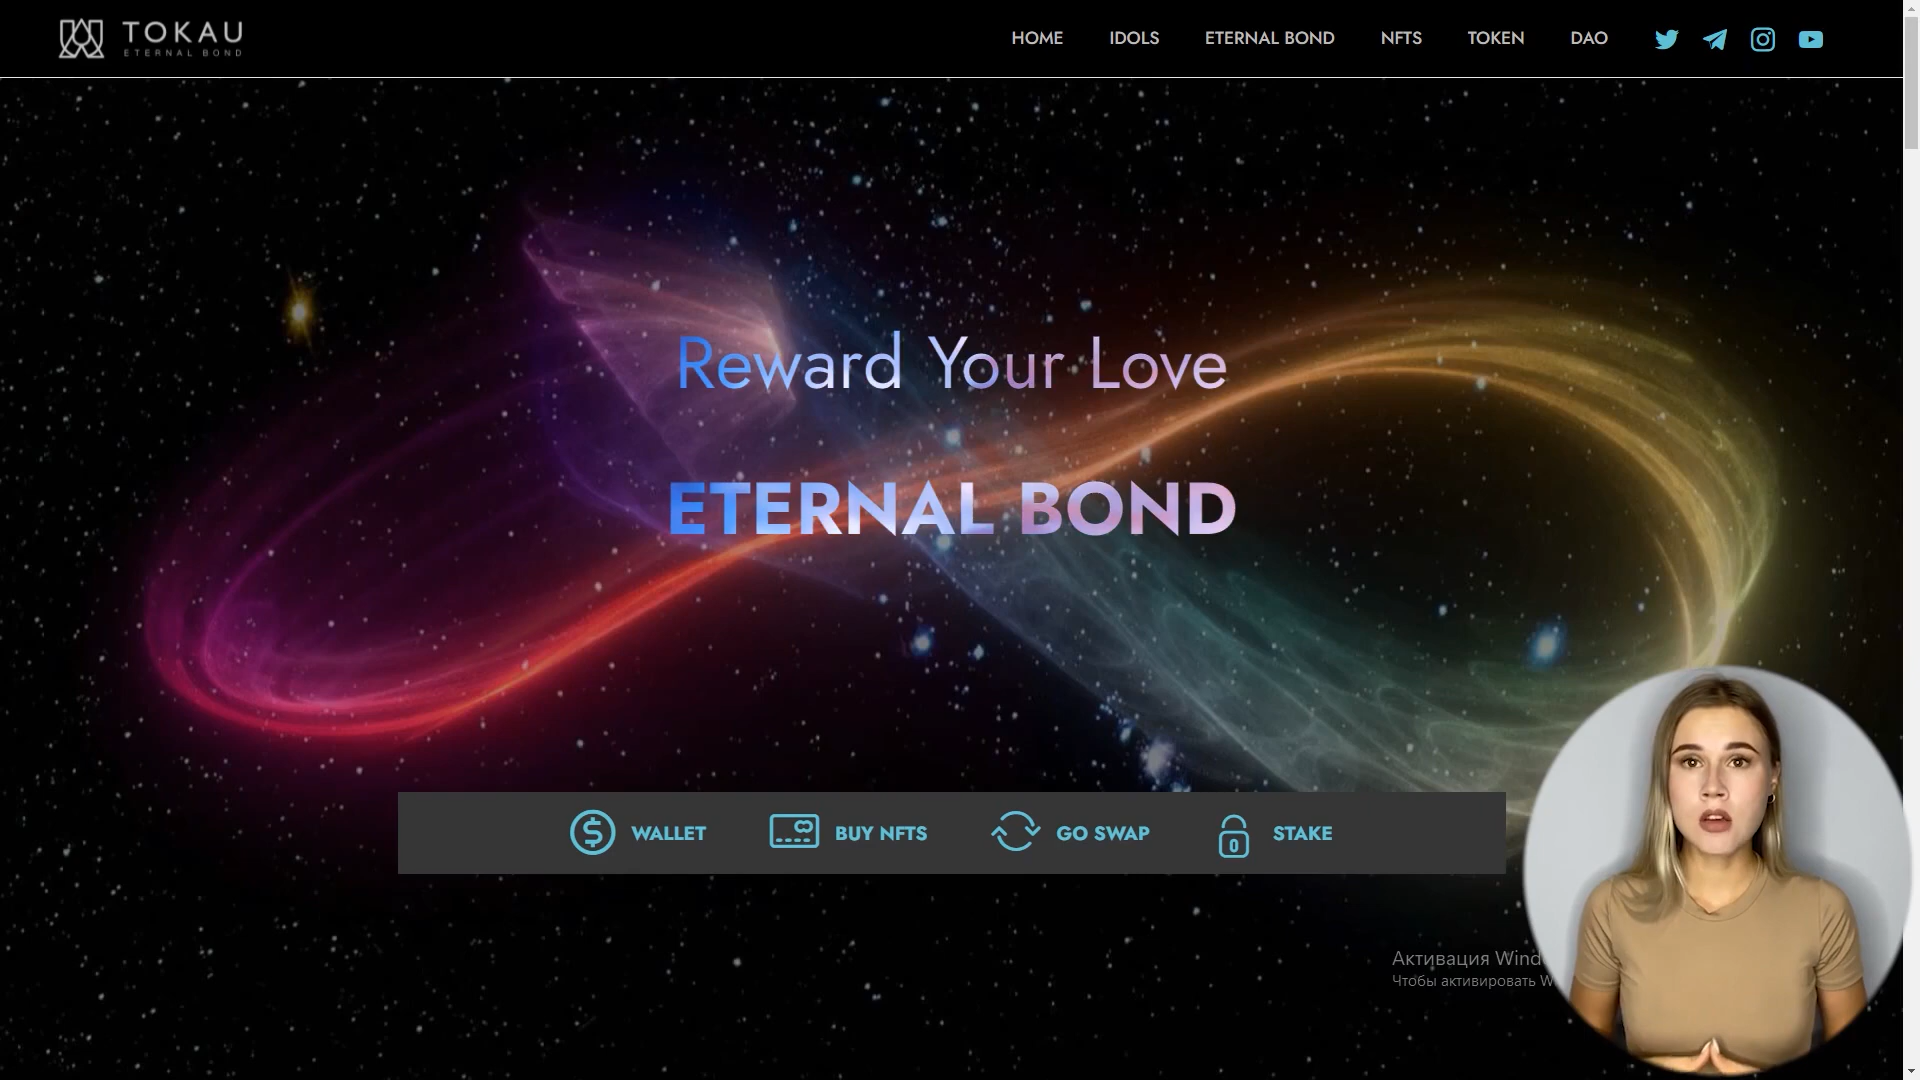 TOKAU
ETERNAL BOND
HOME
IDOLS
ETERNAL BOND
NFTS
TOKEN
DAO
Reward Your Love
ETERNAL BOND
WALLET
BUY NFTS
GO SWAP
STAKE
Активация Wind
Чтобы активировать W